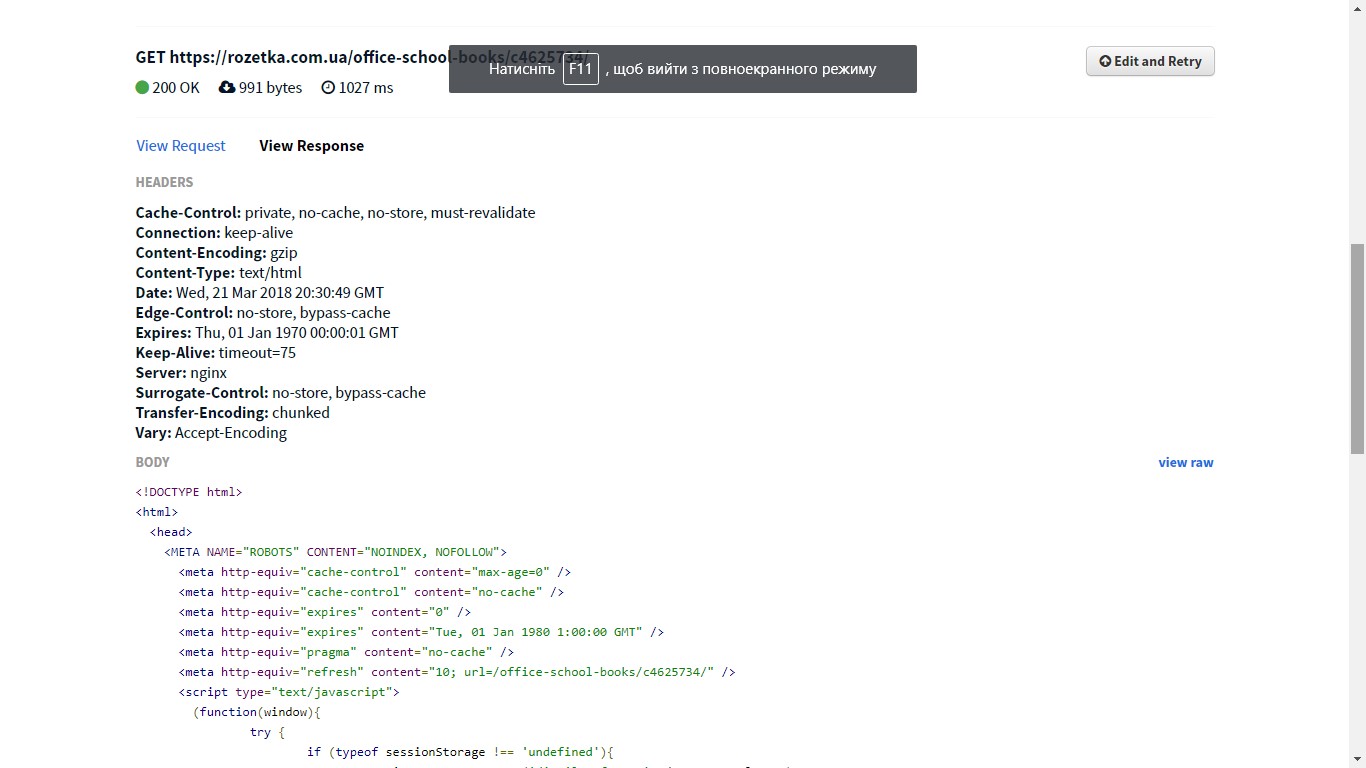 GET https://rozetka.com.ua/office-school-books/c4625734/
Натисніть F11 , щоб вийти з повноекранного режиму
Edit and Retry
200 OK 991 bytes 1027 ms
View Request View Response
HEADERS
Cache-Control: private, no-cache, no-store, must-revalidate
Connection: keep-alive
Content-Encoding: gzip
Content-Type: text/html
Date: Wed, 21 Mar 2018 20:30:49 GMT
Edge-Control: no-store, bypass-cache
Expires: Thu, 01 Jan 1970 00:00:01 GMT
Keep-Alive: timeout=75
Server: nginx
Surrogate-Control: no-store, bypass-cache
Transfer-Encoding: chunked
Vary: Accept-Encoding
BODY view raw
<!DOCTYPE html>
<html>
<head>
<META NAME="ROBOTS" CONTENT="NOINDEX, NOFOLLOW">
<meta http-equiv="cache-control" content="max-age=0" />
<meta http-equiv="cache-control" content="no-cache" />
<meta http-equiv="expires" content="0" />
<meta http-equiv="expires" content="Tue, 01 Jan 1980 1:00:00 GMT" />
<meta http-equiv="pragma" content="no-cache" />
<meta http-equiv="refresh" content="10; url=/office-school-books/c4625734/" />
<script type="text/javascript">
(function(window){
try {
if (typeof sessionStorage !== 'undefined'){